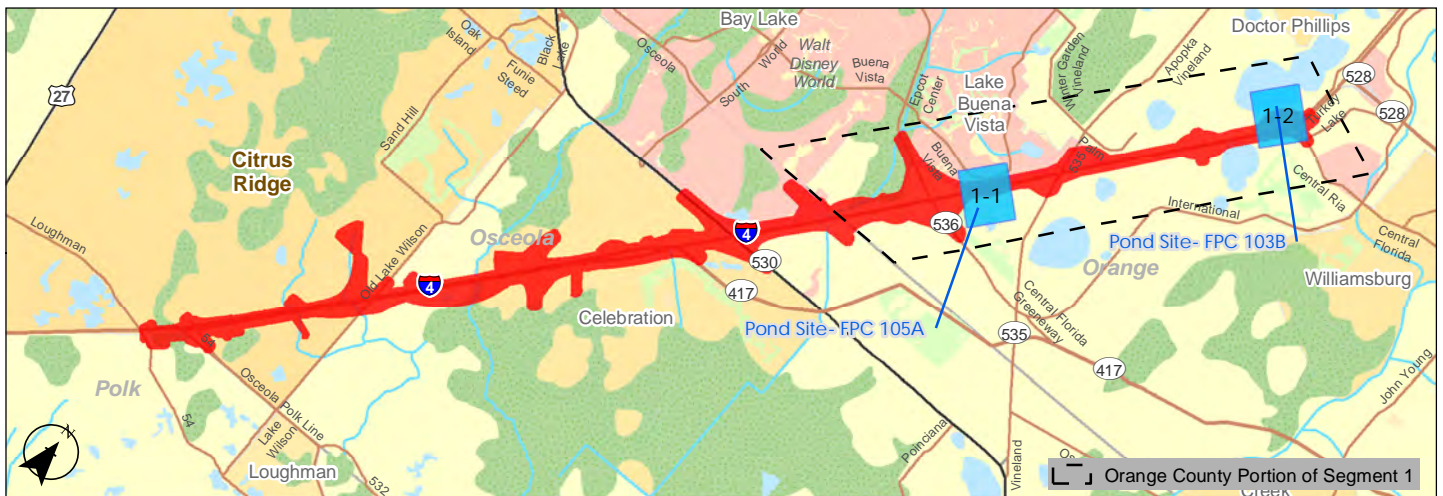 Bay Lake
Doctor Phillips
Oak
Island
Funie
Steed
Black
Lake
Osceola
World
South
Walt
Disney
World
Buena
Vista
Epcot
Center
Lake
Buena
Vista
Winter Garden
Vineland
Apopka
Vineland
528
Turkey
Lake
528
27
Sand Hill
Citrus
Ridge
1-2
Buena
Vista
Palm
535
1-1
Central
Florida
International
Loughman
Old Lake Wilson
Osceola
4
536
Pond Site- FPC 103B
Orange
Williamsburg
530
4
417
Celebration
Pond Site- FPC 105A
Central Florida
Greeneway
535
417
John Young
Polk
54
Osceola Polk Line
Lake
Wilson
Loughman
532
Poinciana
Vineland
N
Orange County Portion of Segment 1
Creek